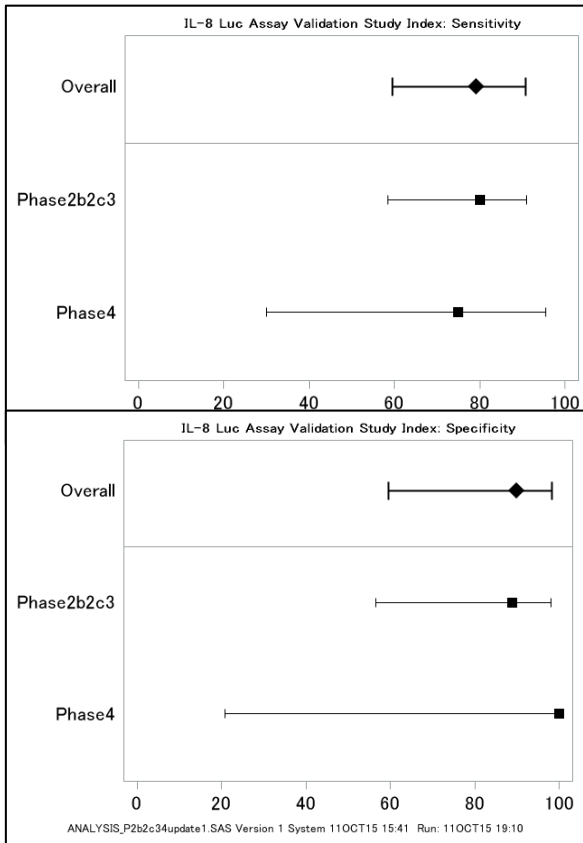 IL-8 Luc Assay Validation Study Index: Sensitivity
Overall
Phase2b2c3
Phase4
0 20 40 60 80 100
IL-8 Luc Assay Validation Study Index: Specificity
Overall
Phase2b2c3
Phase4
0 20 40 60 80 100
ANALYSIS_P2b2c34update1.SAS Version 1 System 11OCT15 15:41 Run: 11OCT15 19:10